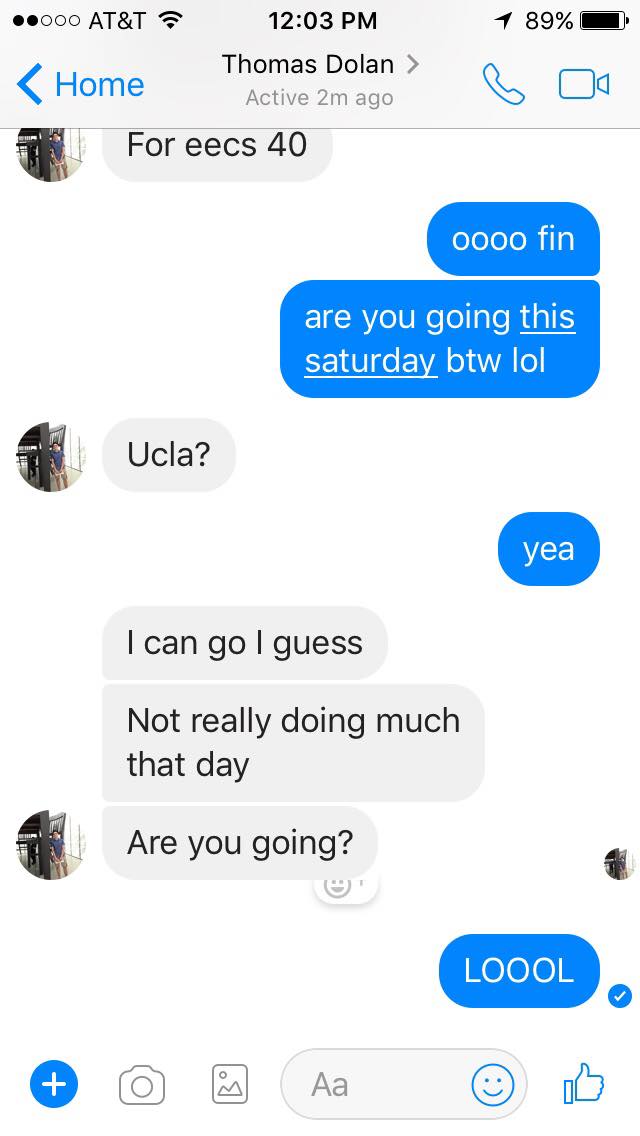 AT&T 12:03 PM 89%
Home Thomas Dolan
Active 2m ago
For eecs 40
oooo fin
are you going this
saturday btw lol
Ucla?
yea
I can go I guess
Not really doing much
that day
Are you going?
LOOOL
Aa